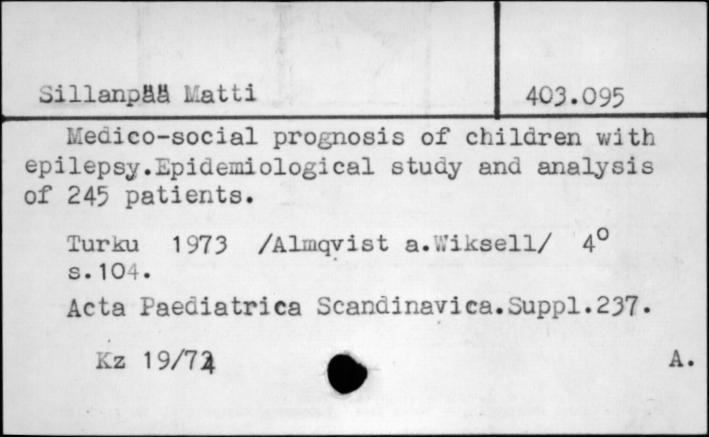 Sillanpää Matti 403.095
Medico-social prognosis of children with
epilepsy.Epidemiological study and analysis
of 245 patients.
Turku 1973 /Almqvist a.Wiksell/ 4°
s.104.
Acta Paediatrica Scandinavica.Suppl.237.
Kz 19/74 A.